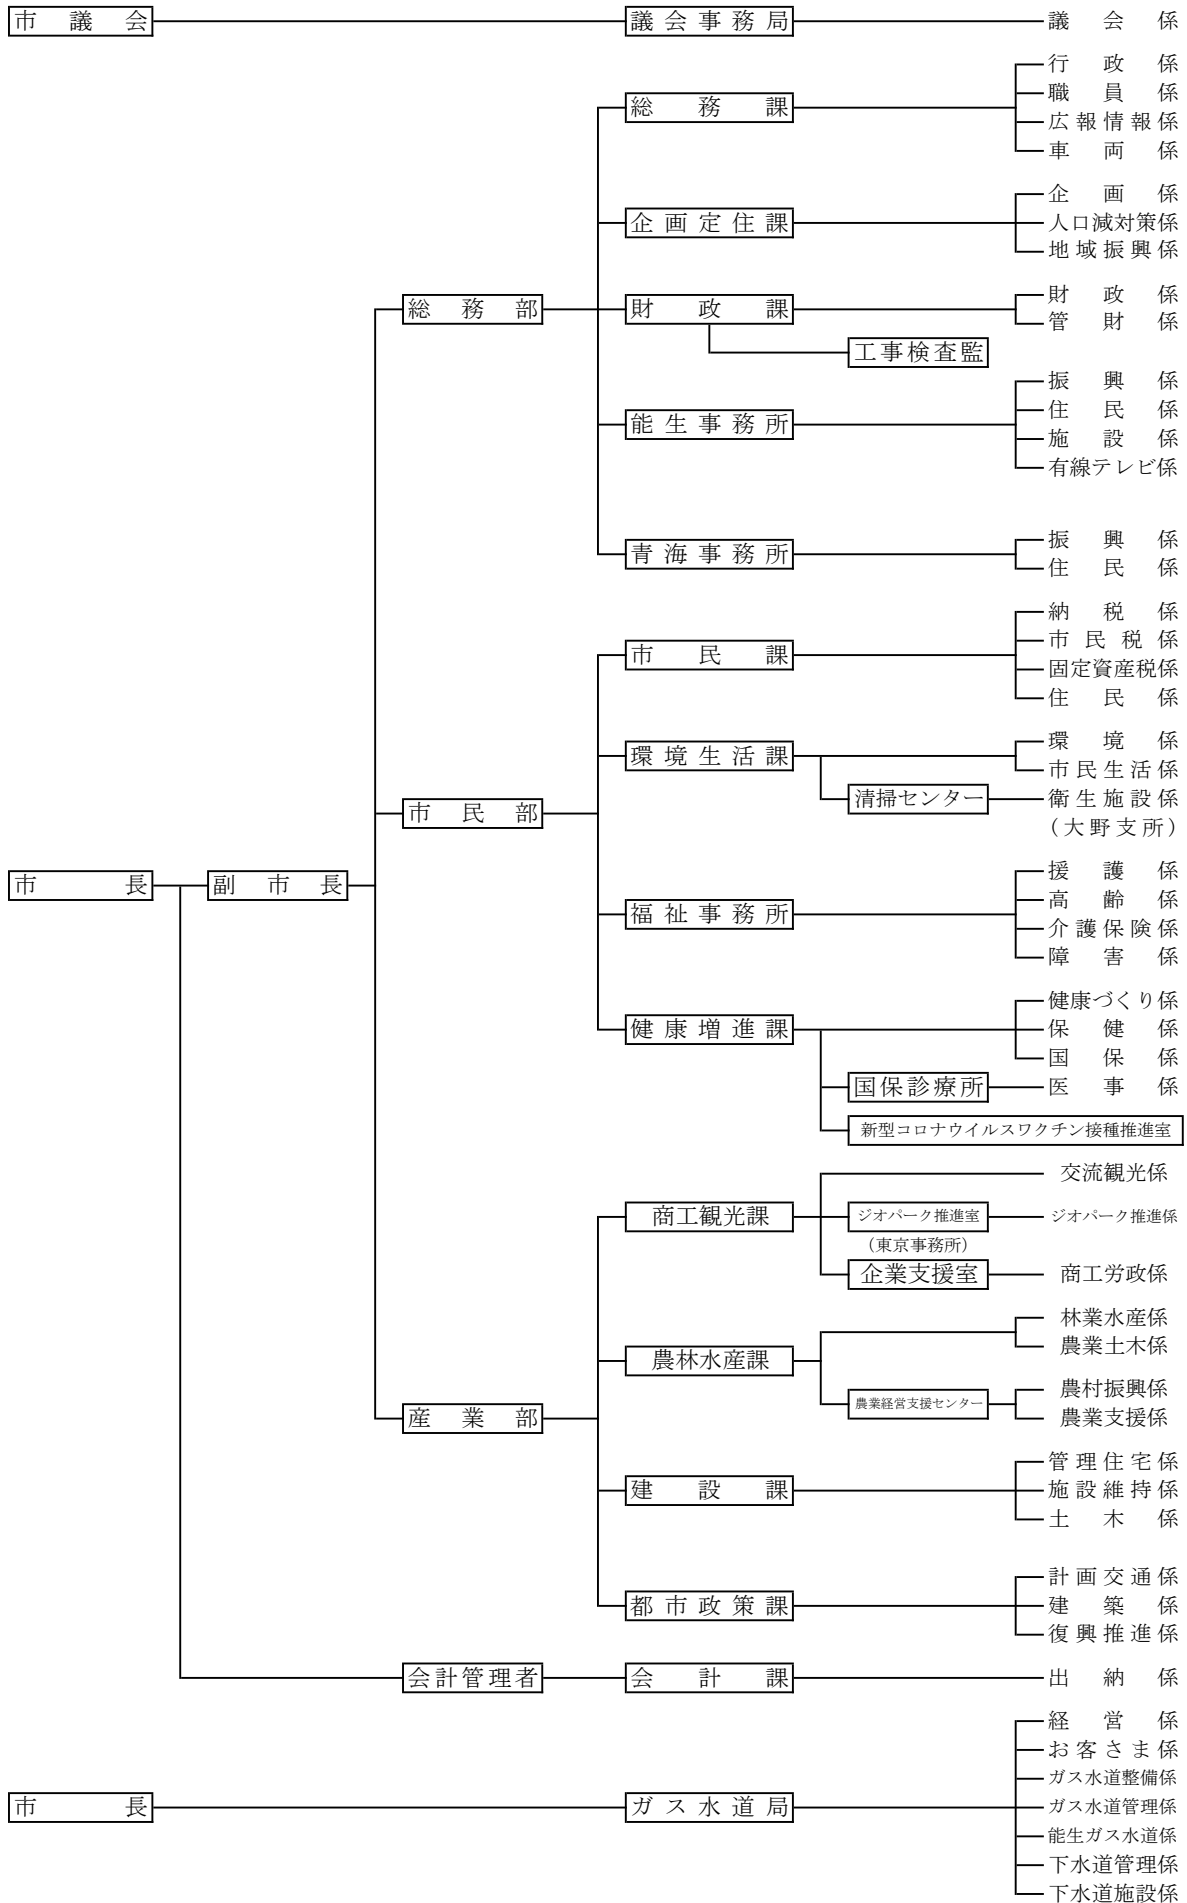 市議会 議会事務局 議会係
行政係
職員係
総務課
広報情報係
車両係
企画係
企画定住課 人口減対策係
地域振興係
財政係
総務部 財政課
管財係
工事検査監
振興係
住民係
能生事務所
施設係
有線テレビ係
振興係
青海事務所
住民係
納税係
市民税係
市民課
固定資産税係
住民係
環境係
環境生活課
市民生活係
清掃センター 衛生施設係
市民部
(大野支所)
援護係
市長 副市長
高齢係
福祉事務所
介護保険係
障害係
健康づくり係
健康増進課 保健係
国保係
国保診療所 医事係
新型コロナウイルスワクチン接種推進室
交流観光係
商工観光課 ジオパーク推進室 ジオパーク推進係
(東京事務所)
企業支援室 商工労政係
林業水産係
農業土木係
農林水産課
農村振興係
農業経営支援センター
産業部 農業支援係
管理住宅係
建設課 施設維持係
土木係
計画交通係
都市政策課 建築係
復興推進係
会計管理者 会計課 出納係
経営係
お客さま係
ガス水道整備係
市長 ガス水道局 ガス水道管理係
能生ガス水道係
下水道管理係
下水道施設係